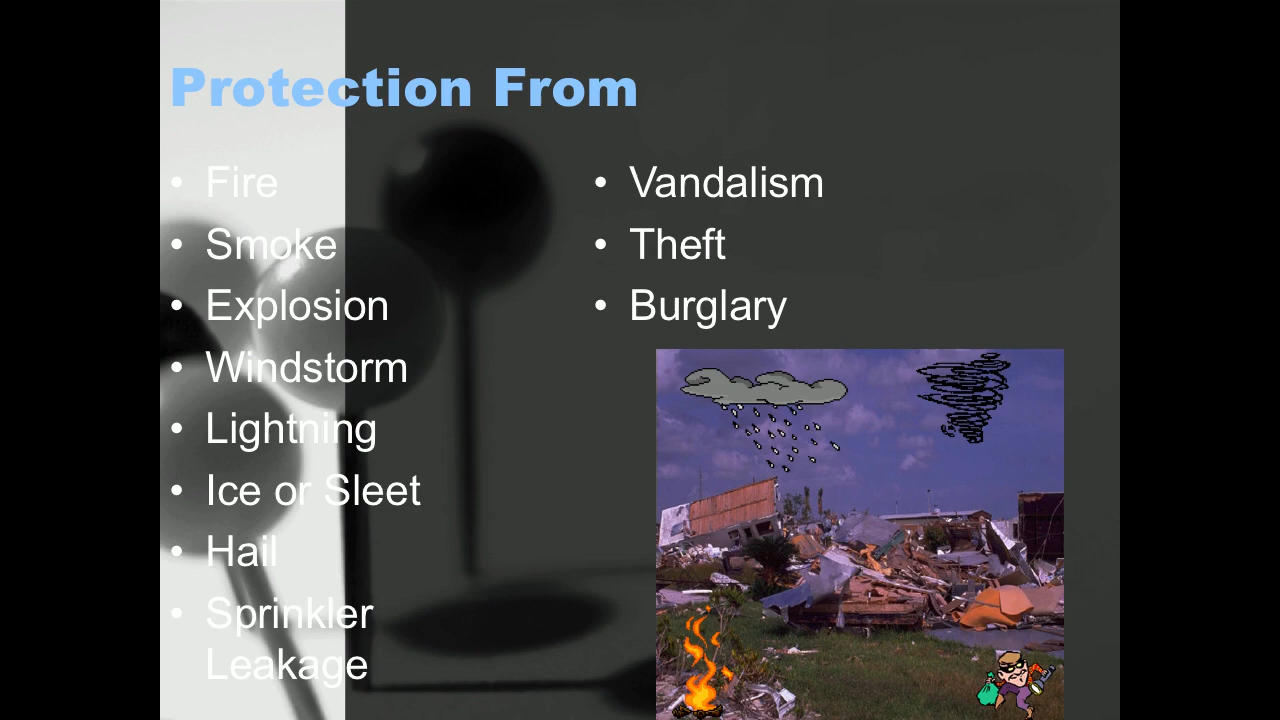 Protection From
• Fire
• Smoke
• Explosion
• Windstorm
• Lightning
• Ice or Sleet
• Hail
• Sprinkler
Leakage
• Vandalism
• Theft
• Burglary